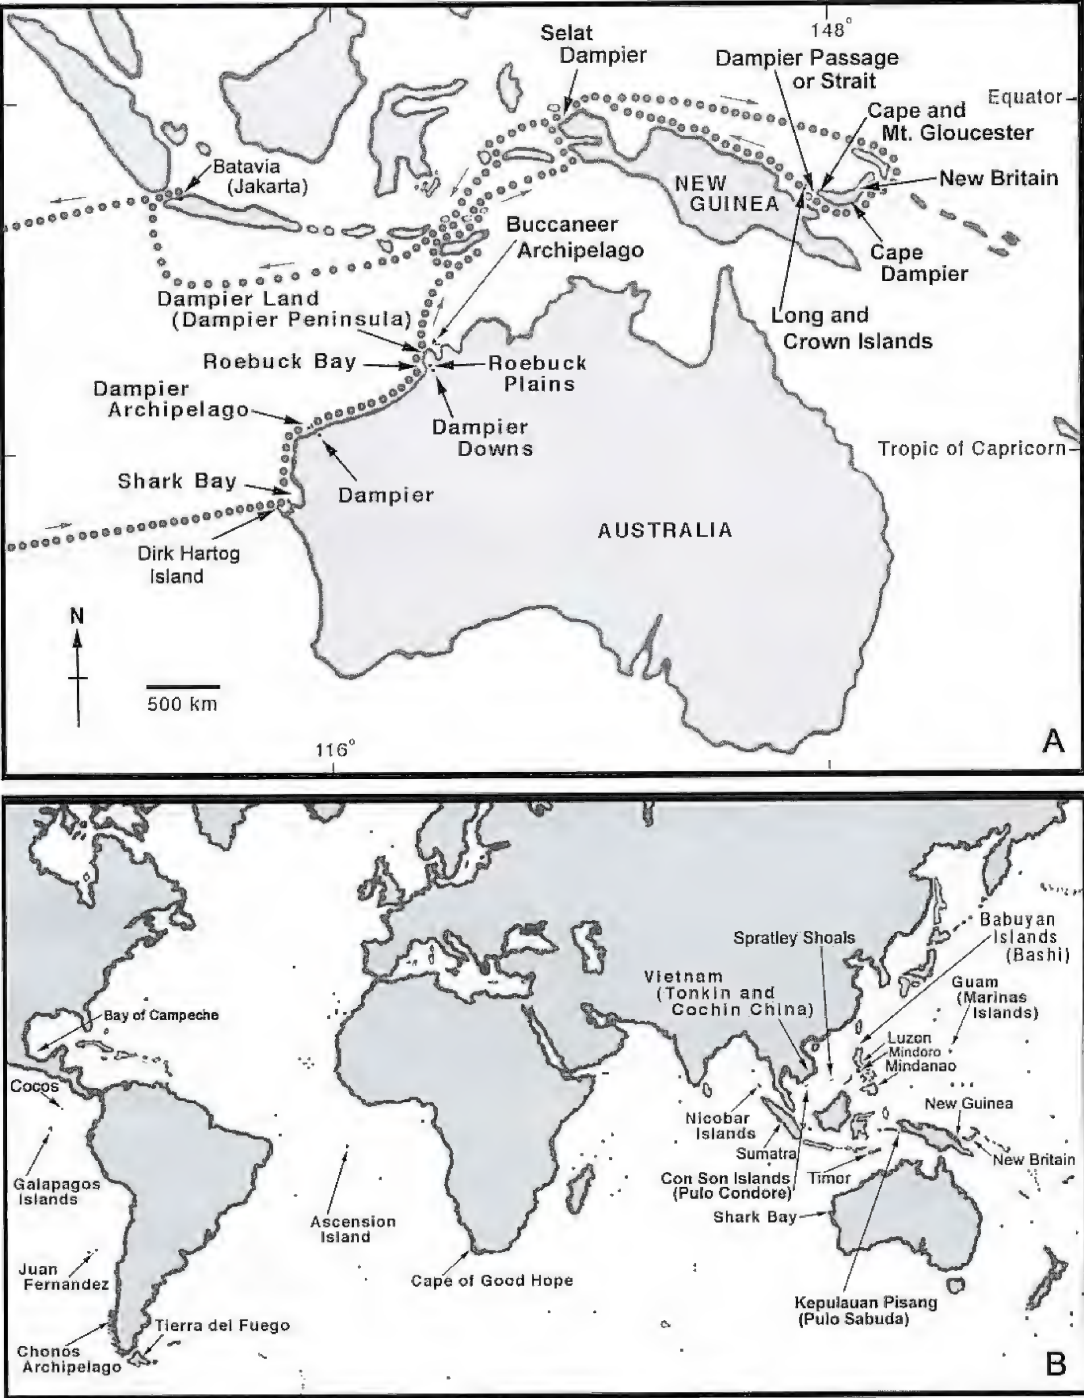 148°
Selat
Dampier
Dampier Passage
or Strait
Equator
Cape and
Mt. Gloucester
Batavia
(Jakarta)
NEW
GUINEA
New Britain
Buccaneer
Archipelago
Cape
Dampier
Dampier Land
(Dampier Peninsula)
Long and
Crown Islands
Roebuck Bay
Roebuck
Plains
Dampier
Archipelago
Dampier
Downs
Tropic of Capricorn
Shark Bay
Dampier
AUSTRALIA
Dirk Hartog
Island
N
500 km
116°
A
Babuyan
Islands
(Bashi)
Spratley Shoals
Vietnam
(Tonkin and
Cochin China)
Guam
(Marinas
Islands)
Bay of Campeche
Luzon
Mindoro
Mindanao
Cocos
New Guinea
Nicobar
Islands
Sumatra
New Britain
Galapagos
Islands
Con Son Islands
(Pulo Condore)
Timor
Shark Bay
Ascension
Island
Juan
Fernandez
Cape of Good Hope
Kepulauan Pisang
(Pulo Sabuda)
Tierra del Fuego
Chonos
Archipelago
B